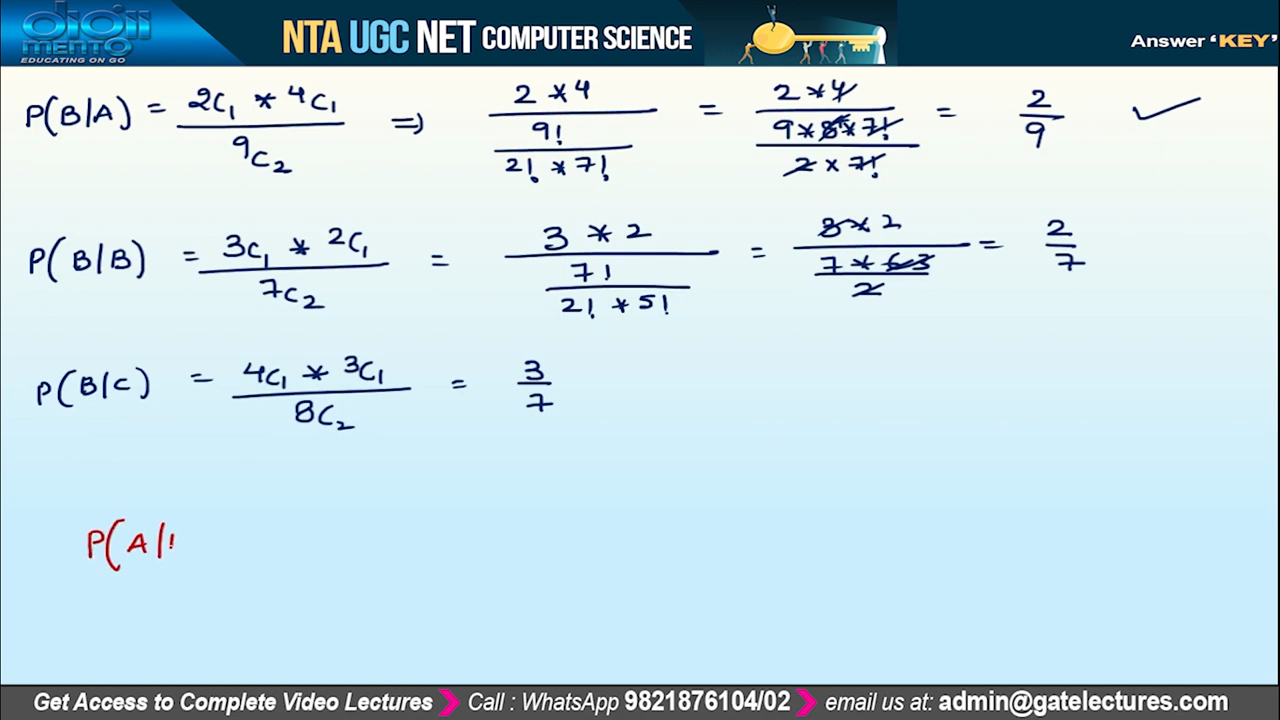 DIGII MENTO
EDUCATING ON GO
NTA UGC NET COMPUTER SCIENCE
Answer ‘KEY’
P(B/A) = 2C₁ * ⁴C₁ / ⁹C₂ ⇒ 2 * 4 / (9! / 2! * 7!) = 2 * 4 / (9 * 8 * 7! / 2 * 7!) = 2/9 ✓
P(B/B) = 3C₁ * ²C₁ / 7C₂ = 3 * 2 / (7! / 2! * 5!) = 3 * 2 / (7 * 6 3 / 2) = 2/7
P(B/C) = 4C₁ * ³C₁ / 8C₂ = 3/7
P(A/
Get Access to Complete Video Lectures Call : WhatsApp 9821876104/02 email us at: admin@gatelectures.com